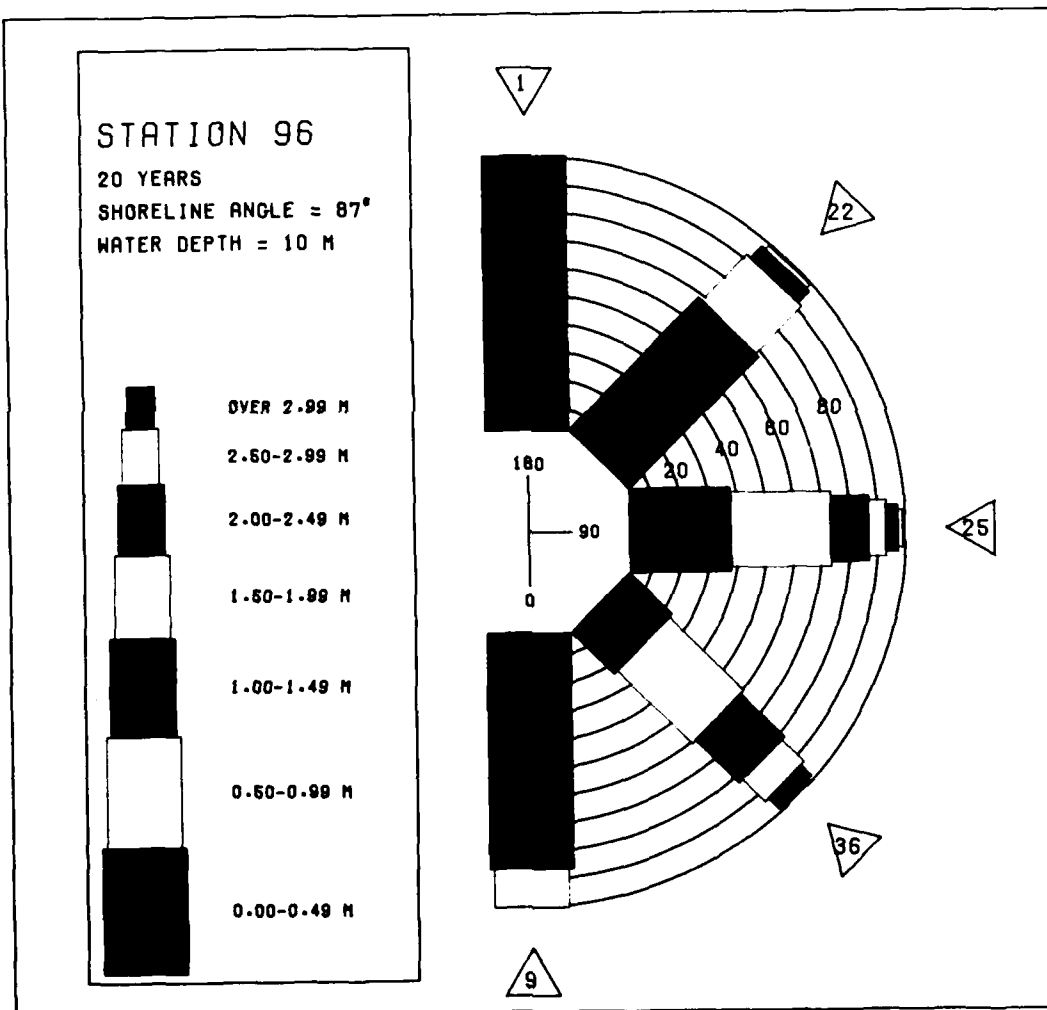 STATION 96
20 YEARS
SHORELINE ANGLE = 87°
WATER DEPTH = 10 M
OVER 2.99 M
2.50-2.99 M
2.00-2.49 M
1.50-1.99 M
1.00-1.49 M
0.50-0.99 M
0.00-0.49 M
1
22
80
60
40
20
180
90
0
25
36
9